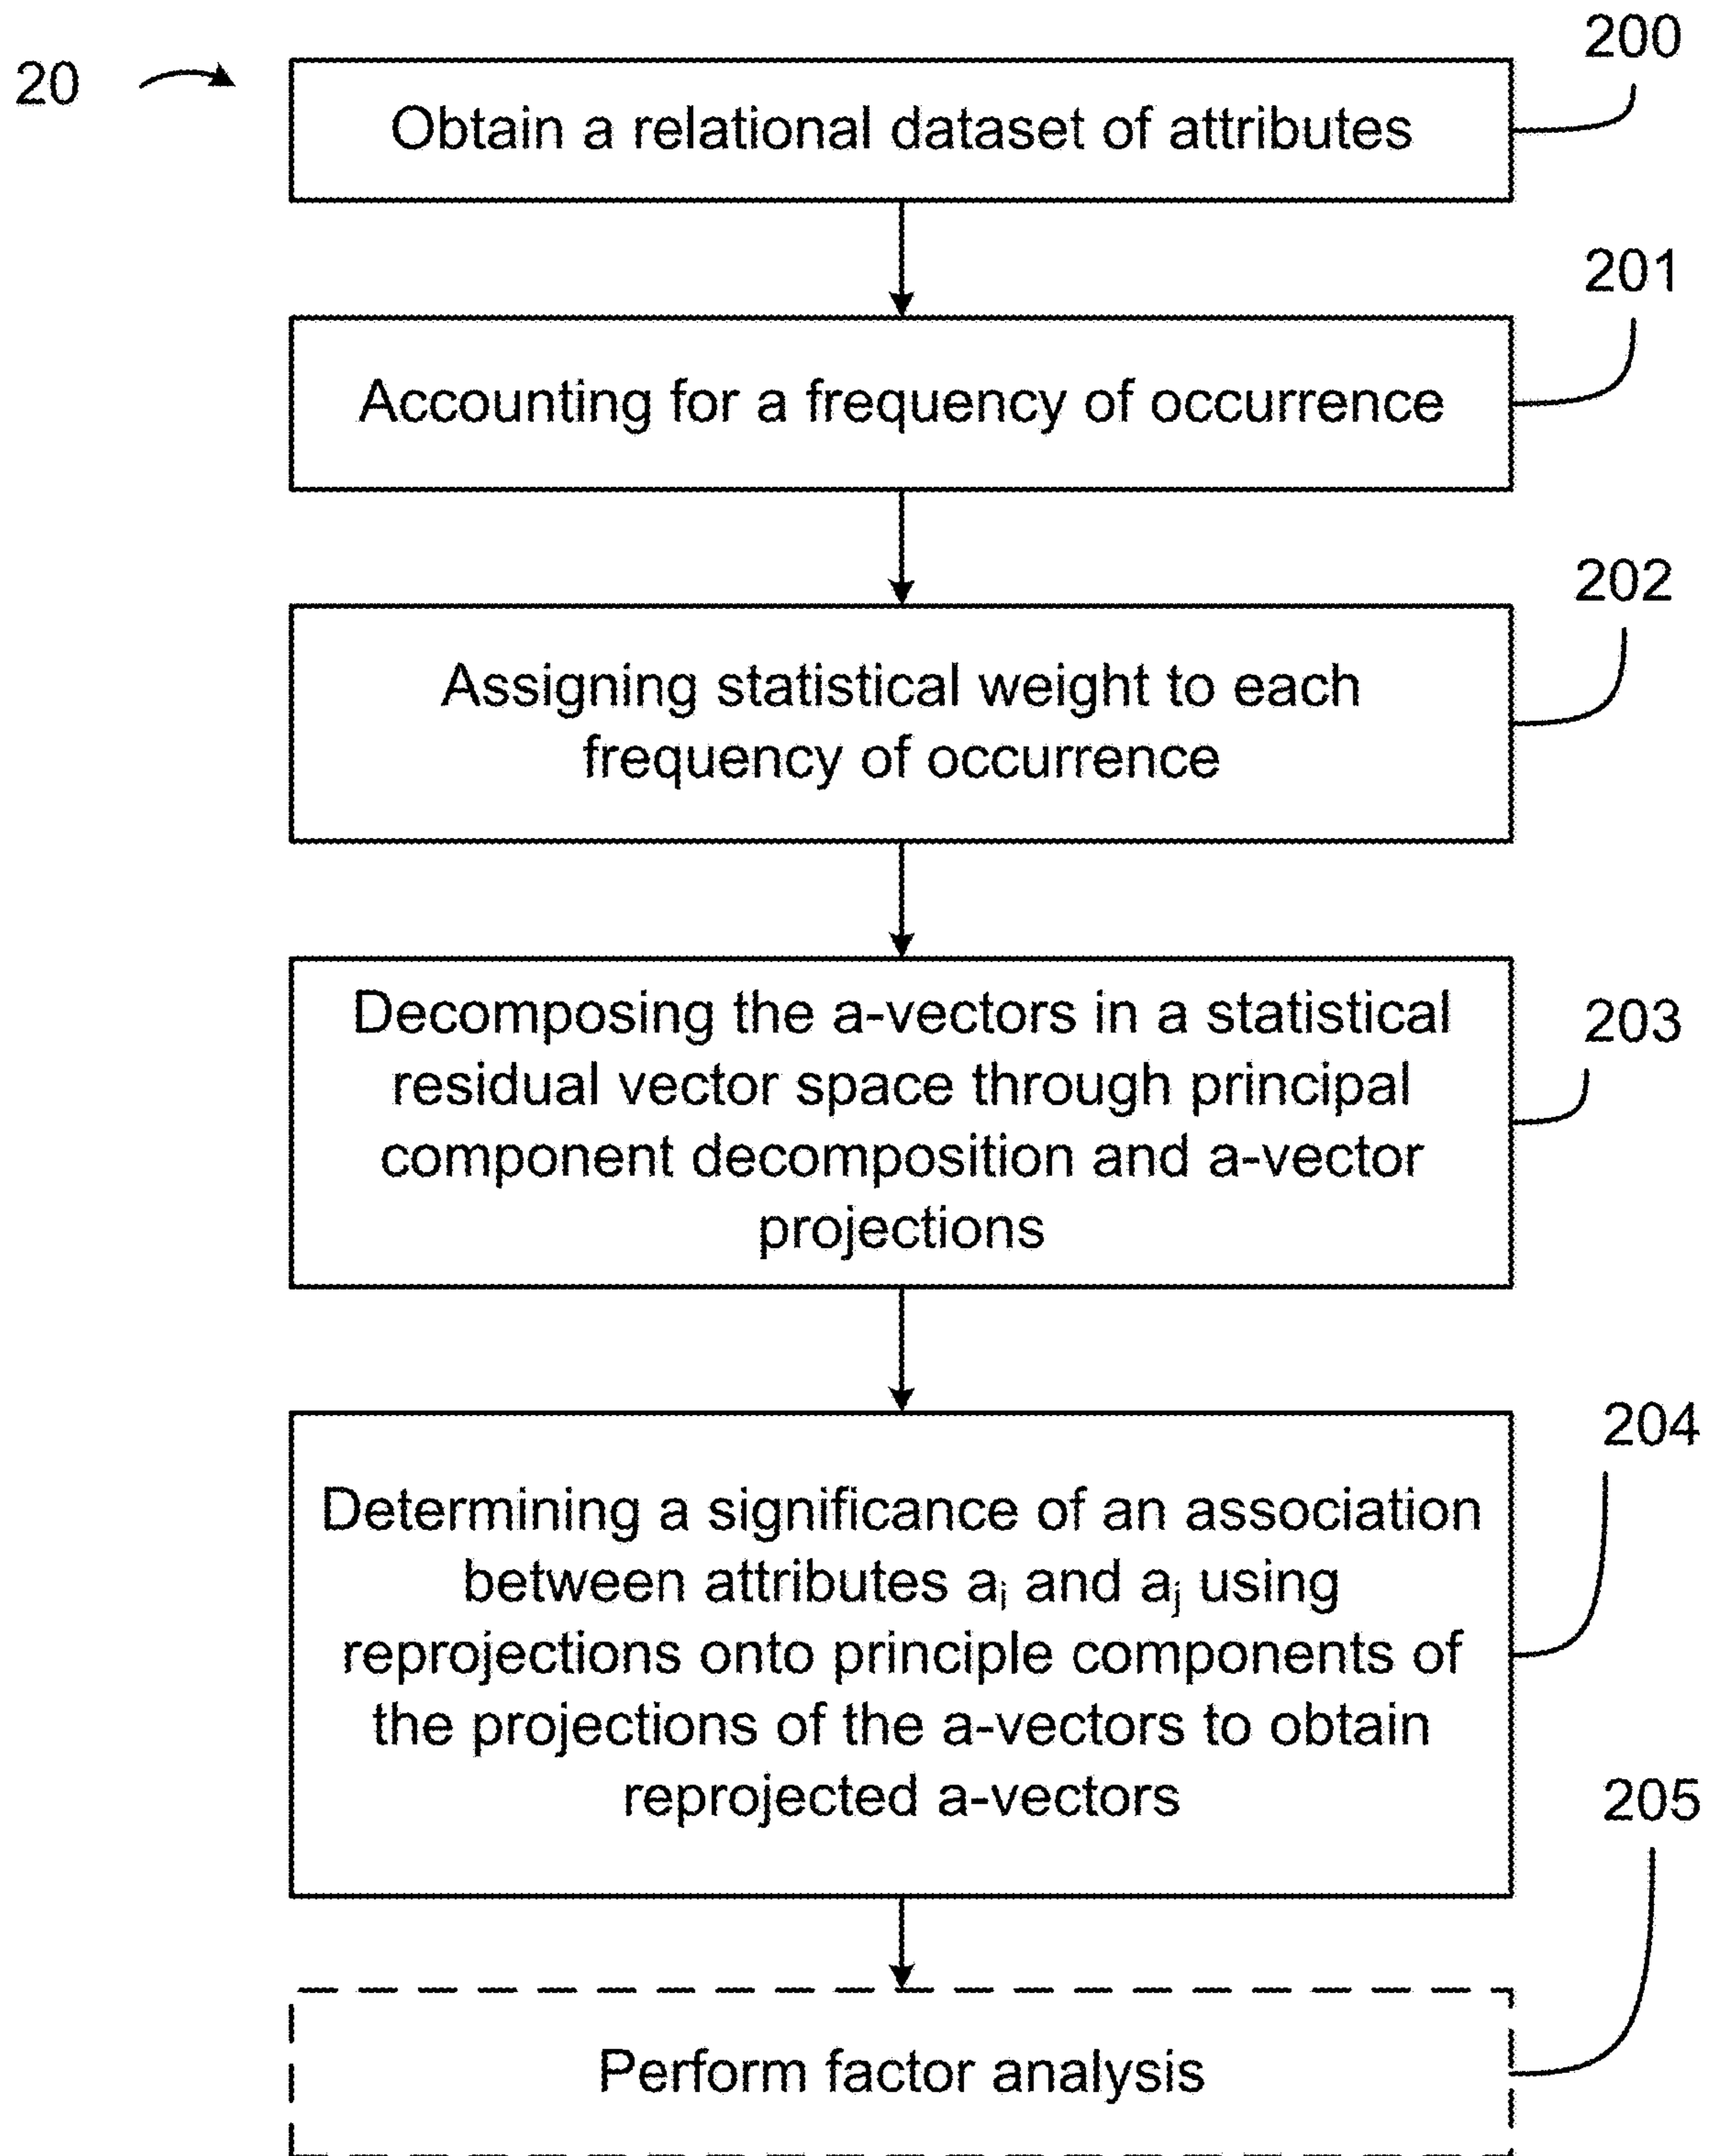 200
20
Obtain a relational dataset of attributes
201
Accounting for a frequency of occurrence
202
Assigning statistical weight to each
frequency of occurrence
203
Decomposing the a-vectors in a statistical
residual vector space through principal
component decomposition and a-vector
projections
204
Determining a significance of an association
between attributes aᵢ and aⱼ using
reprojections onto principle components of
the projections of the a-vectors to obtain
reprojected a-vectors
205
Perform factor analysis